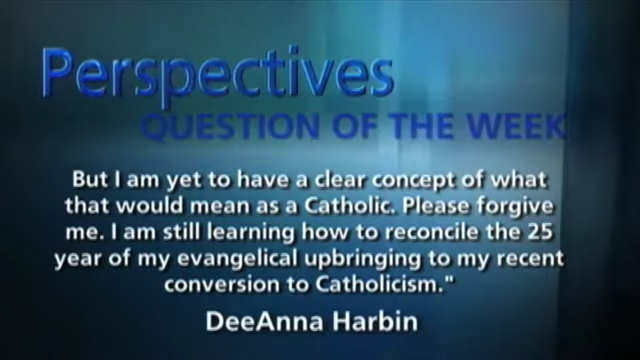 Perspectives
QUESTION OF THE WEEK
But I am yet to have a clear concept of what
that would mean as a Catholic. Please forgive
me. I am still learning how to reconcile the 25
year of my evangelical upbringing to my recent
conversion to Catholicism."
DeeAnna Harbin